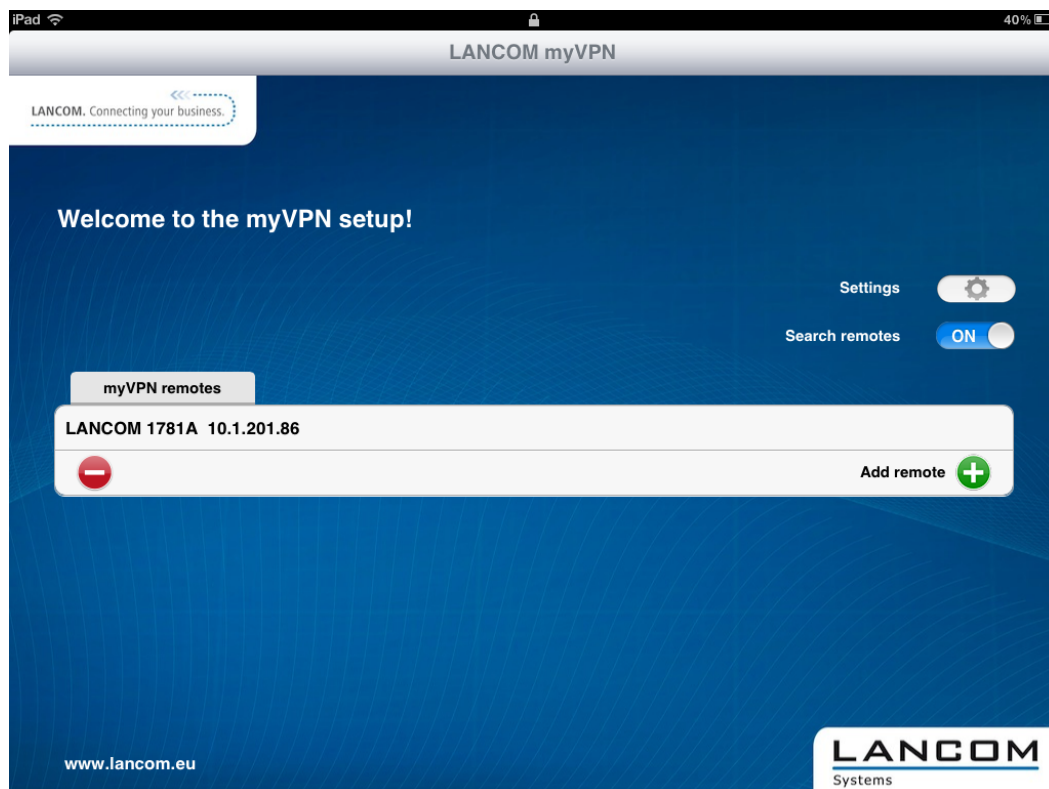 iPad 40%
LANCOM myVPN
LANCOM. Connecting your business.
Welcome to the myVPN setup!
Settings
Search remotes ON
myVPN remotes
LANCOM 1781A 10.1.201.86
Add remote
www.lancom.eu
LANCOM
Systems